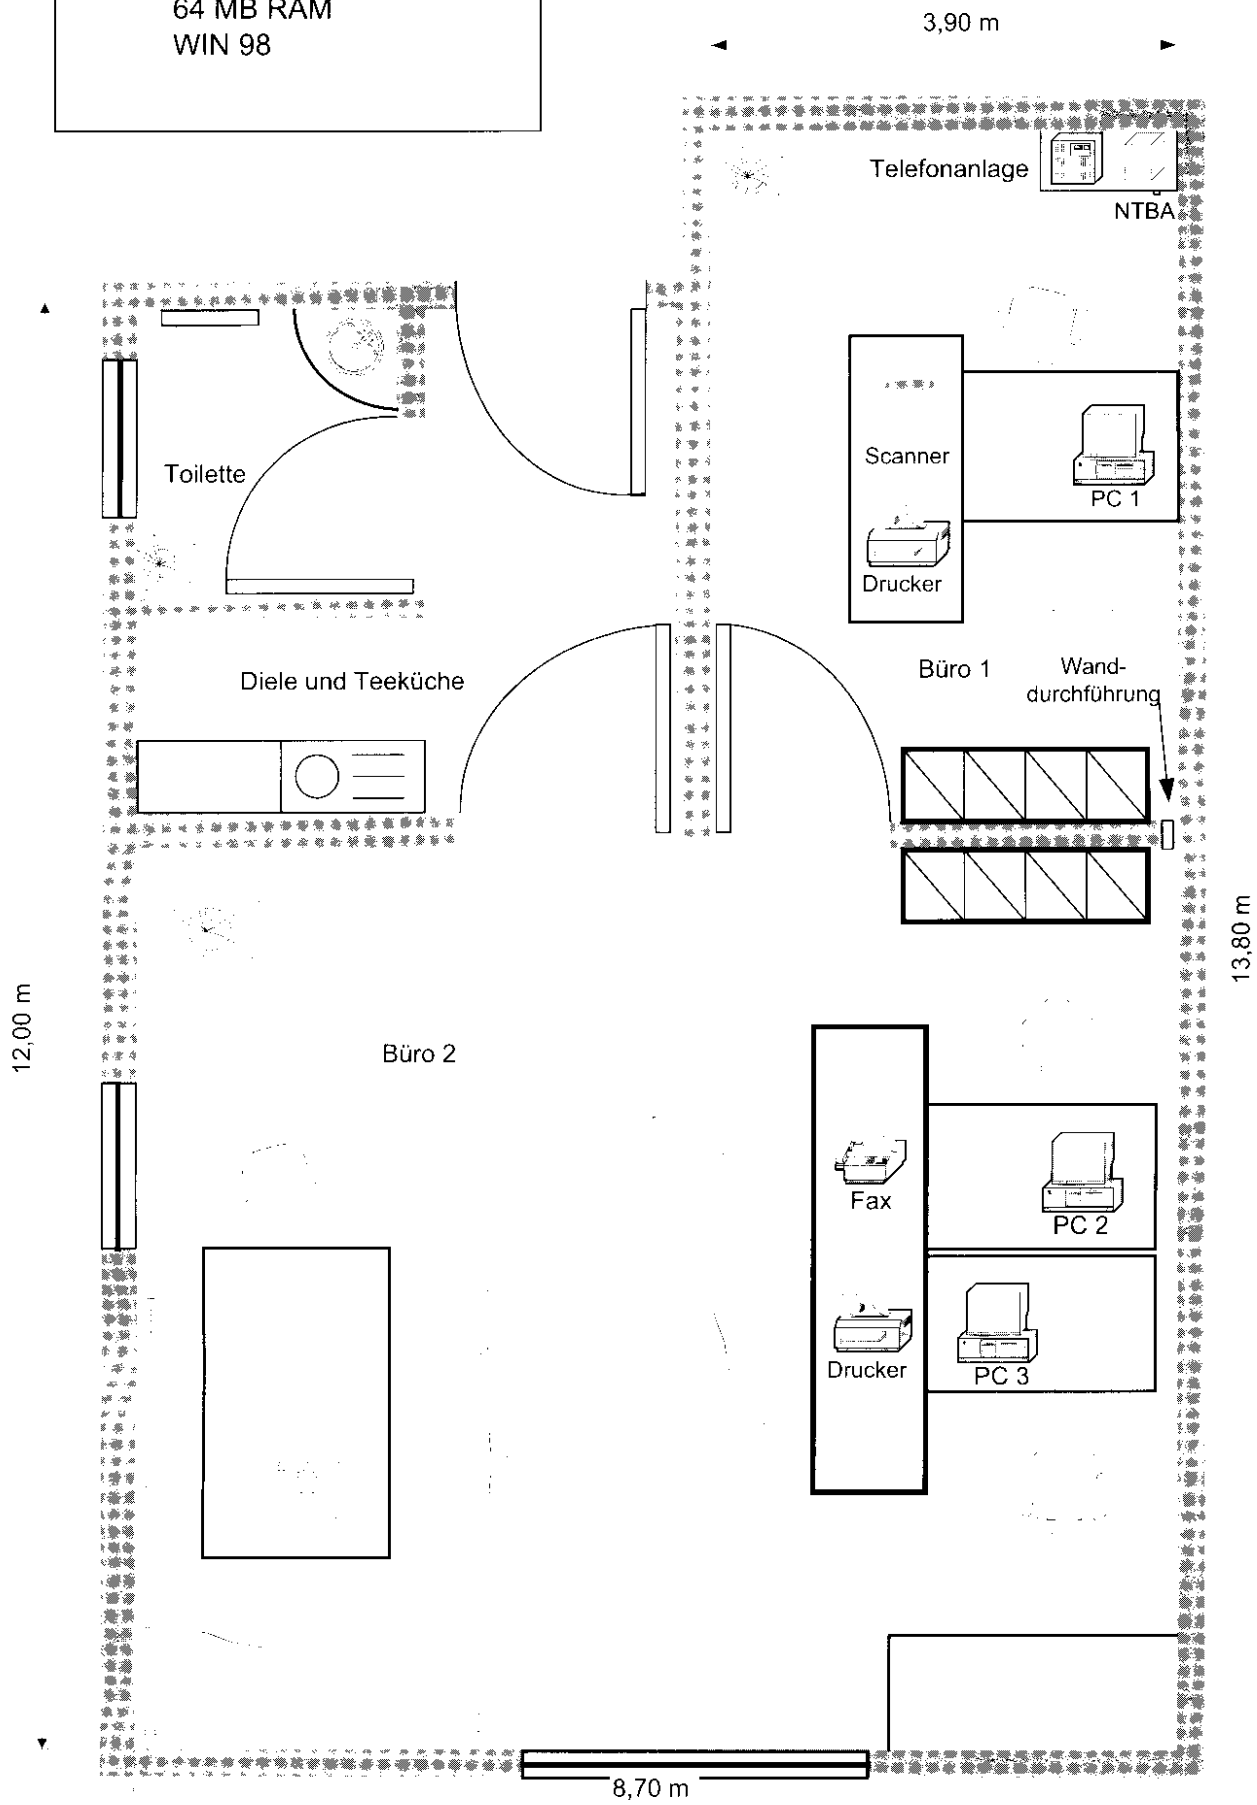 64 MB RAM
WIN 98
3,90 m
Telefonanlage
NTBA
Scanner
PC 1
Toilette
Drucker
Diele und Teeküche
Büro 1
Wand-
durchführung
13,80 m
12,00 m
Büro 2
Fax
PC 2
Drucker
PC 3
8,70 m